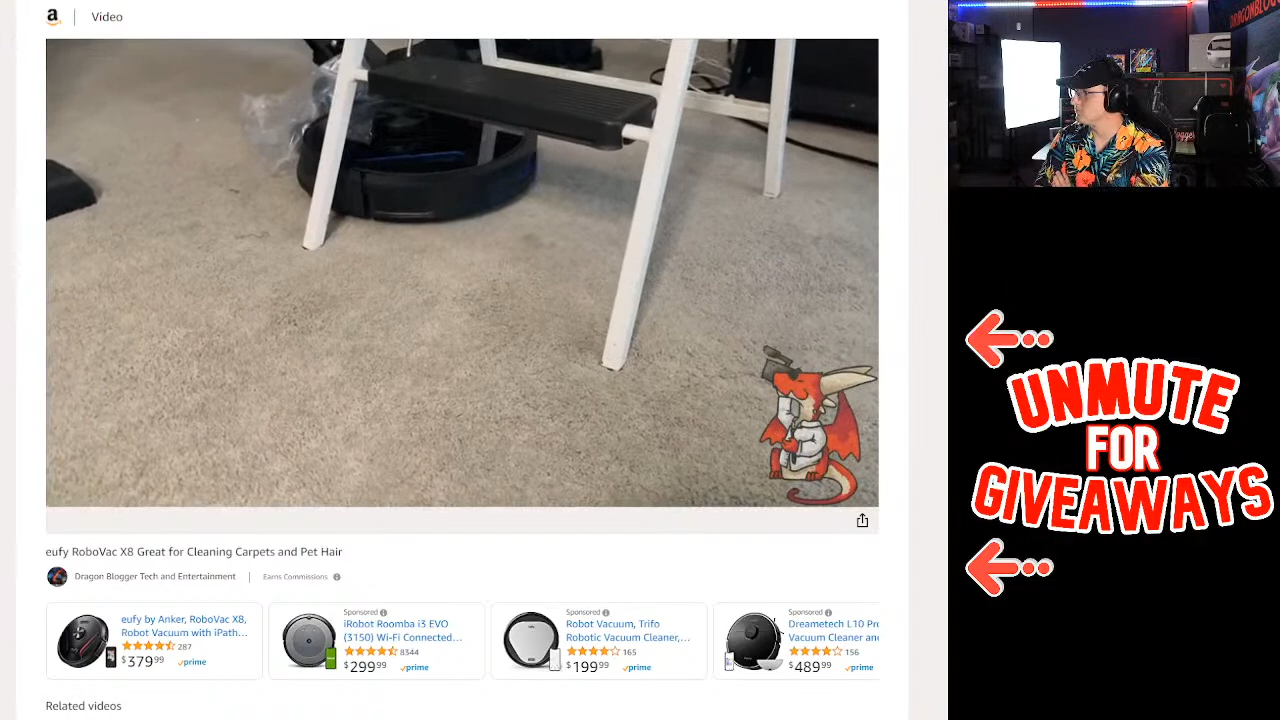 a | Video
eufy RoboVac X8 Great for Cleaning Carpets and Pet Hair
Dragon Blogger Tech and Entertainment | Earns Commissions
eufy by Anker, RoboVac X8,
Robot Vacuum with iPath...
287
$379.99 prime
Sponsored
iRobot Roomba i3 EVO
(3150) Wi-Fi Connected...
8344
$299.99 prime
Sponsored
Robot Vacuum, Trifo
Robotic Vacuum Cleaner,...
165
$199.99 prime
Sponsored
Dreametech L10 Pro
Vacuum Cleaner and
156
$489.99 prime
Related videos
UNMUTE
FOR
GIVEAWAYS